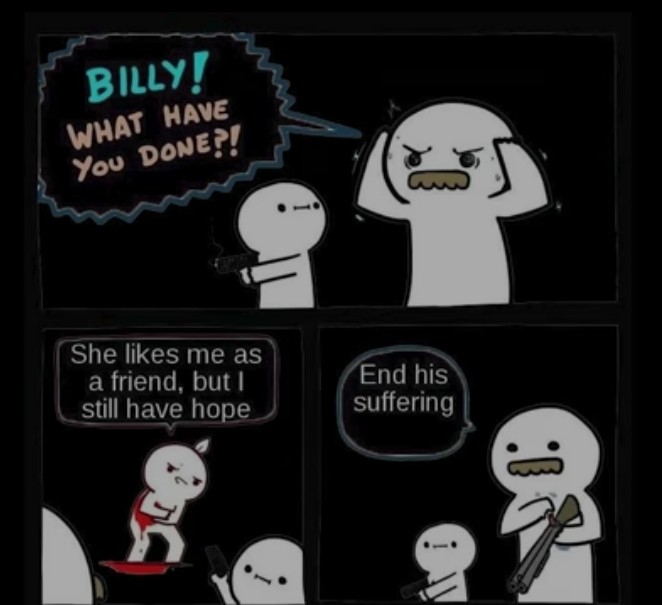 BILLY!
WHAT HAVE
YOU DONE?!
She likes me as
a friend, but I
still have hope
End his
suffering